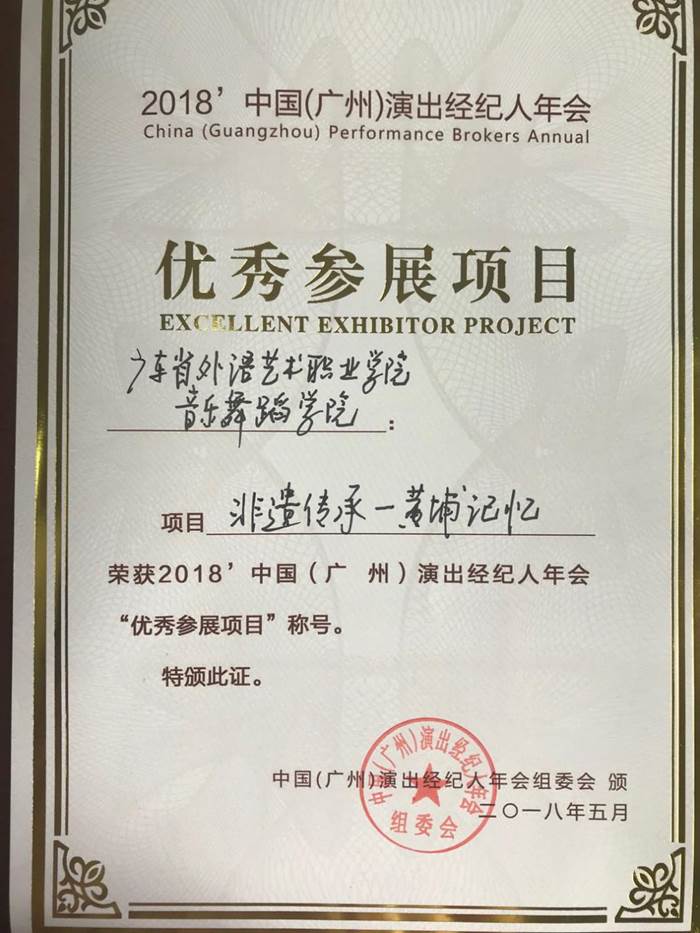 2018’中国(广州)演出经纪人年会
China (Guangzhou) Performance Brokers Annual
优秀参展项目
EXCELLENT EXHIBITOR PROJECT
广东省外语艺术职业学院
音乐舞蹈学院:
项目 非遗传承—黄埔记忆
荣获2018’中国(广 州)演出经纪人年会
“优秀参展项目”称号。
特颁此证。
中国(广州)演出经纪人年会组委会 颁
二〇一八年五月
中国(广州)演出经纪人年会
组委会